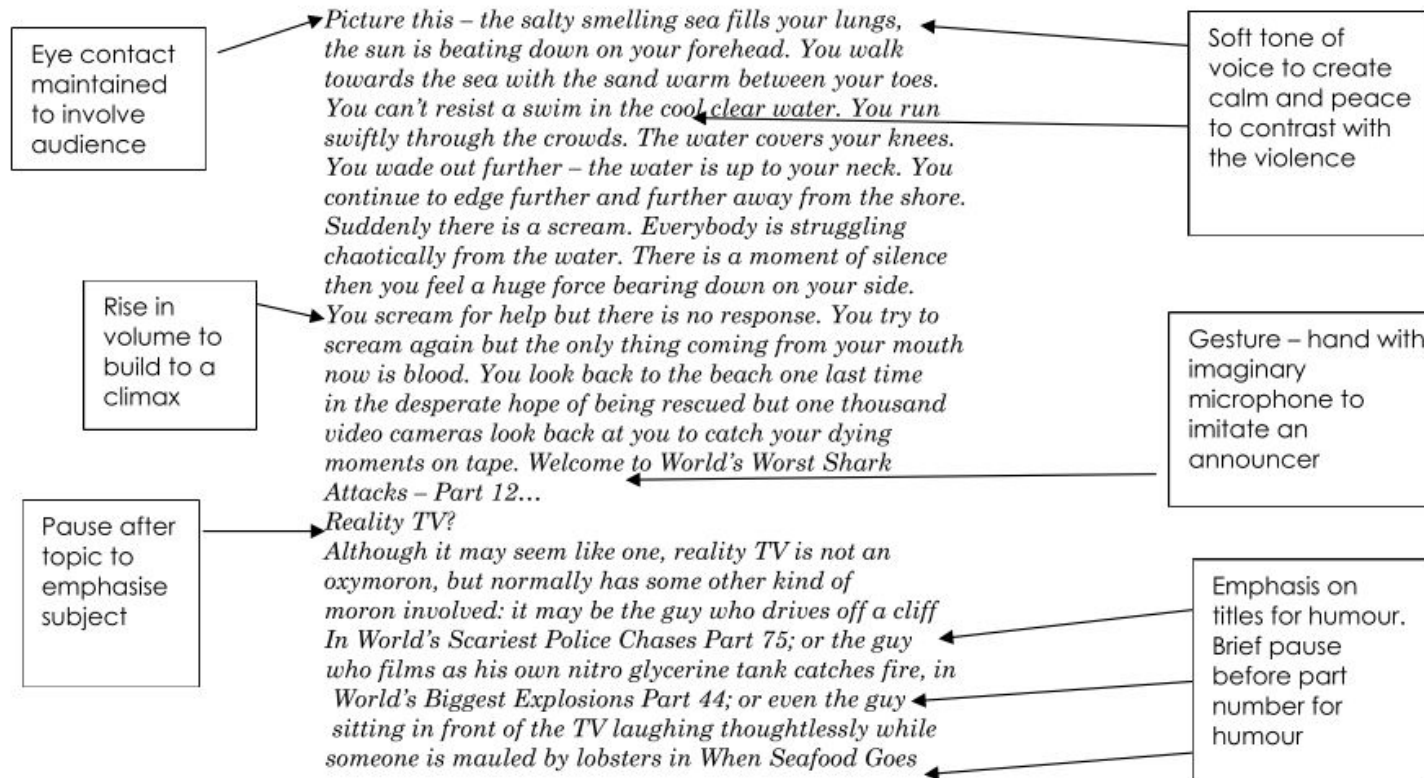 Eye contact
maintained
to involve
audience
Rise in
volume to
build to a
climax
Pause after
topic to
emphasise
subject
Picture this – the salty smelling sea fills your lungs,
the sun is beating down on your forehead. You walk
towards the sea with the sand warm between your toes.
You can’t resist a swim in the cool clear water. You run
swiftly through the crowds. The water covers your knees.
You wade out further – the water is up to your neck. You
continue to edge further and further away from the shore.
Suddenly there is a scream. Everybody is struggling
chaotically from the water. There is a moment of silence
then you feel a huge force bearing down on your side.
You scream for help but there is no response. You try to
scream again but the only thing coming from your mouth
now is blood. You look back to the beach one last time
in the desperate hope of being rescued but one thousand
video cameras look back at you to catch your dying
moments on tape. Welcome to World’s Worst Shark
Attacks – Part 12…
Reality TV?
Although it may seem like one, reality TV is not an
oxymoron, but normally has some other kind of
moron involved: it may be the guy who drives off a cliff
In World’s Scariest Police Chases Part 75; or the guy
who films as his own nitro glycerine tank catches fire, in
World’s Biggest Explosions Part 44; or even the guy
sitting in front of the TV laughing thoughtlessly while
someone is mauled by lobsters in When Seafood Goes
Soft tone of
voice to create
calm and peace
to contrast with
the violence
Gesture – hand with
imaginary
microphone to
imitate an
announcer
Emphasis on
titles for humour.
Brief pause
before part
number for
humour